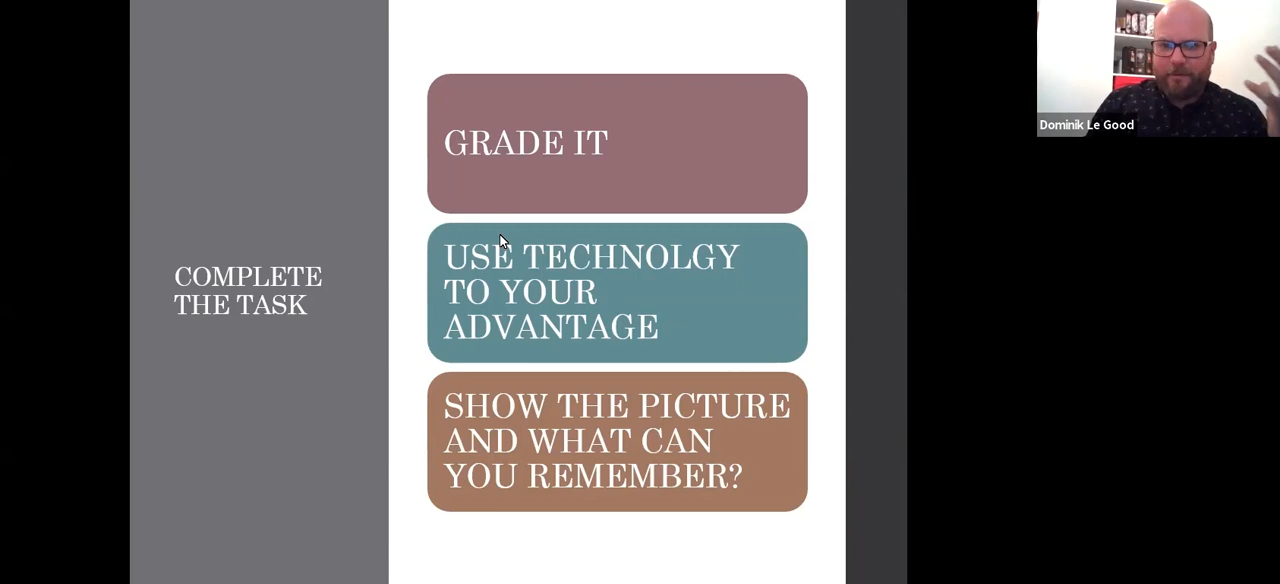 COMPLETE
THE TASK
GRADE IT
USE TECHNOLGY
TO YOUR
ADVANTAGE
SHOW THE PICTURE
AND WHAT CAN
YOU REMEMBER?
Dominik Le Good